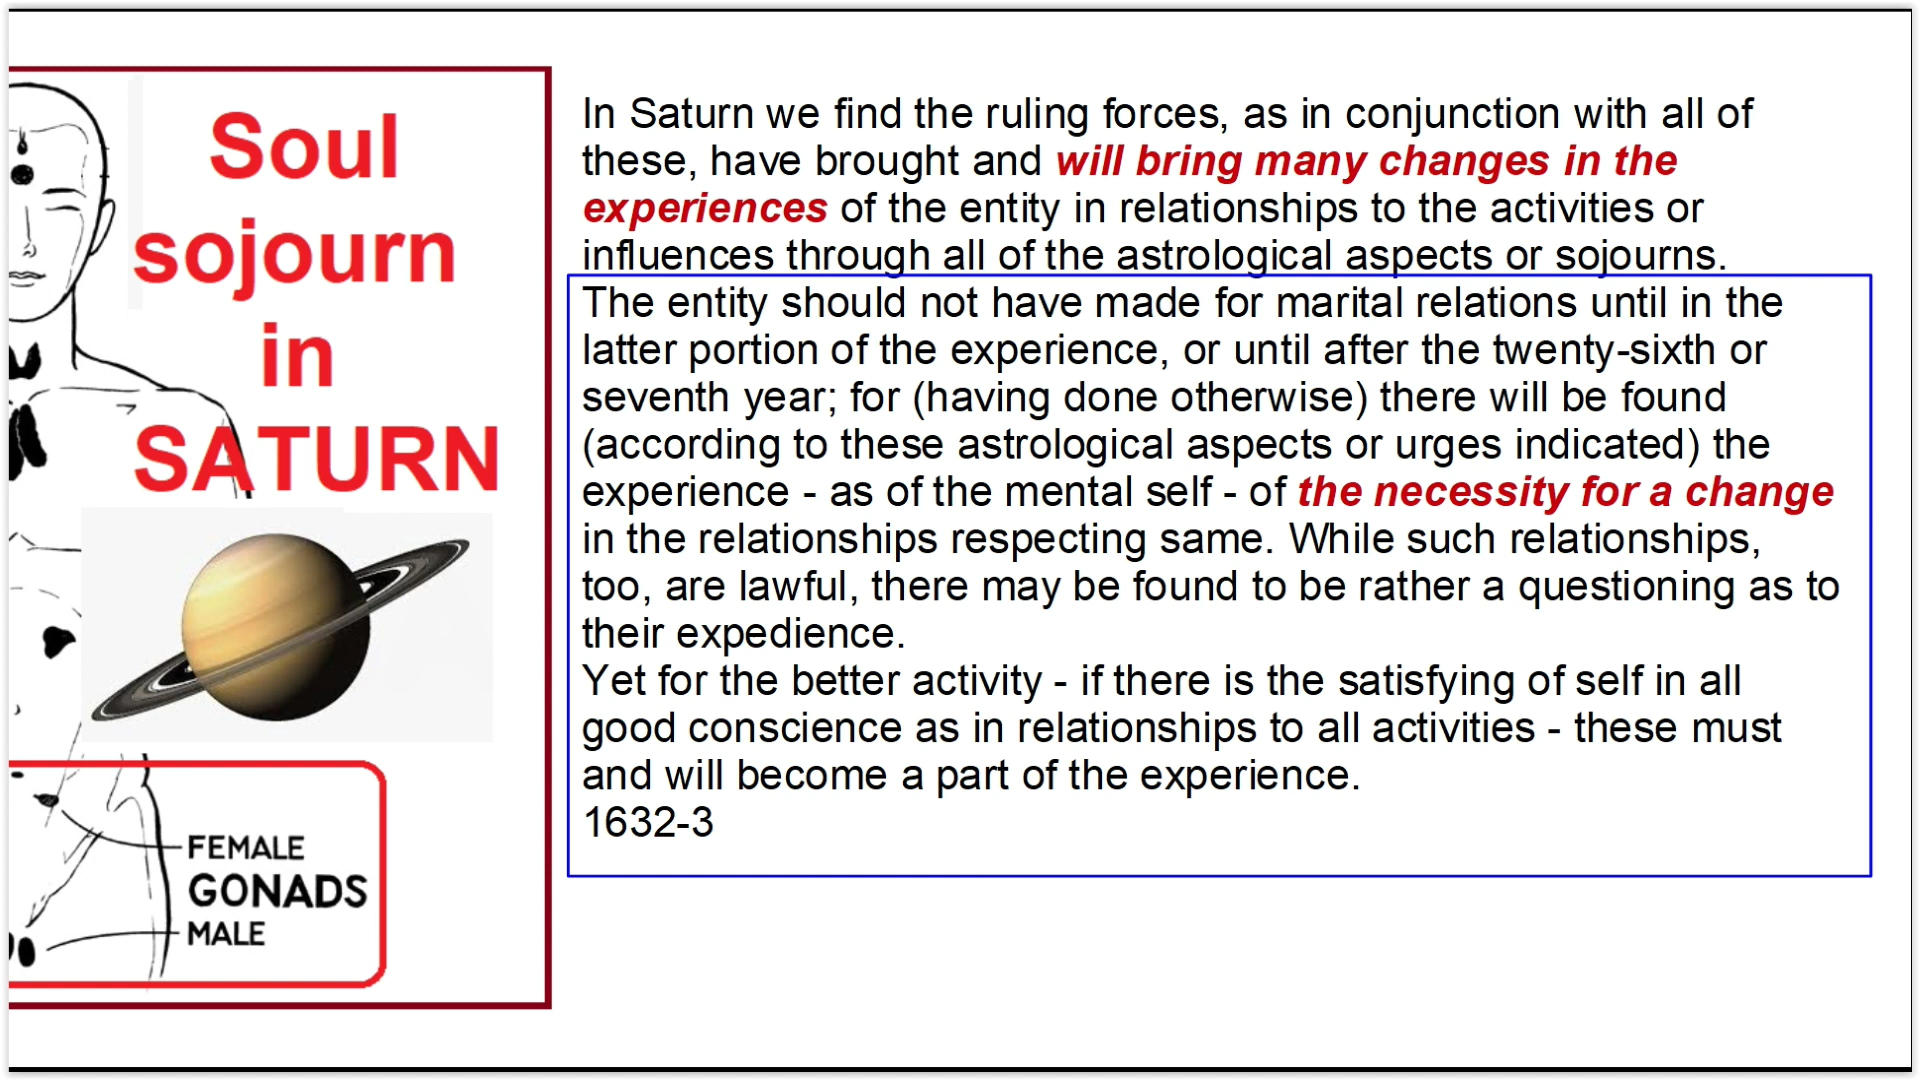 Soul
sojourn
in
SATURN
FEMALE
GONADS
MALE
In Saturn we find the ruling forces, as in conjunction with all of
these, have brought and will bring many changes in the
experiences of the entity in relationships to the activities or
influences through all of the astrological aspects or sojourns.
The entity should not have made for marital relations until in the
latter portion of the experience, or until after the twenty-sixth or
seventh year; for (having done otherwise) there will be found
(according to these astrological aspects or urges indicated) the
experience - as of the mental self - of the necessity for a change
in the relationships respecting same. While such relationships,
too, are lawful, there may be found to be rather a questioning as to
their expedience.
Yet for the better activity - if there is the satisfying of self in all
good conscience as in relationships to all activities - these must
and will become a part of the experience.
1632-3